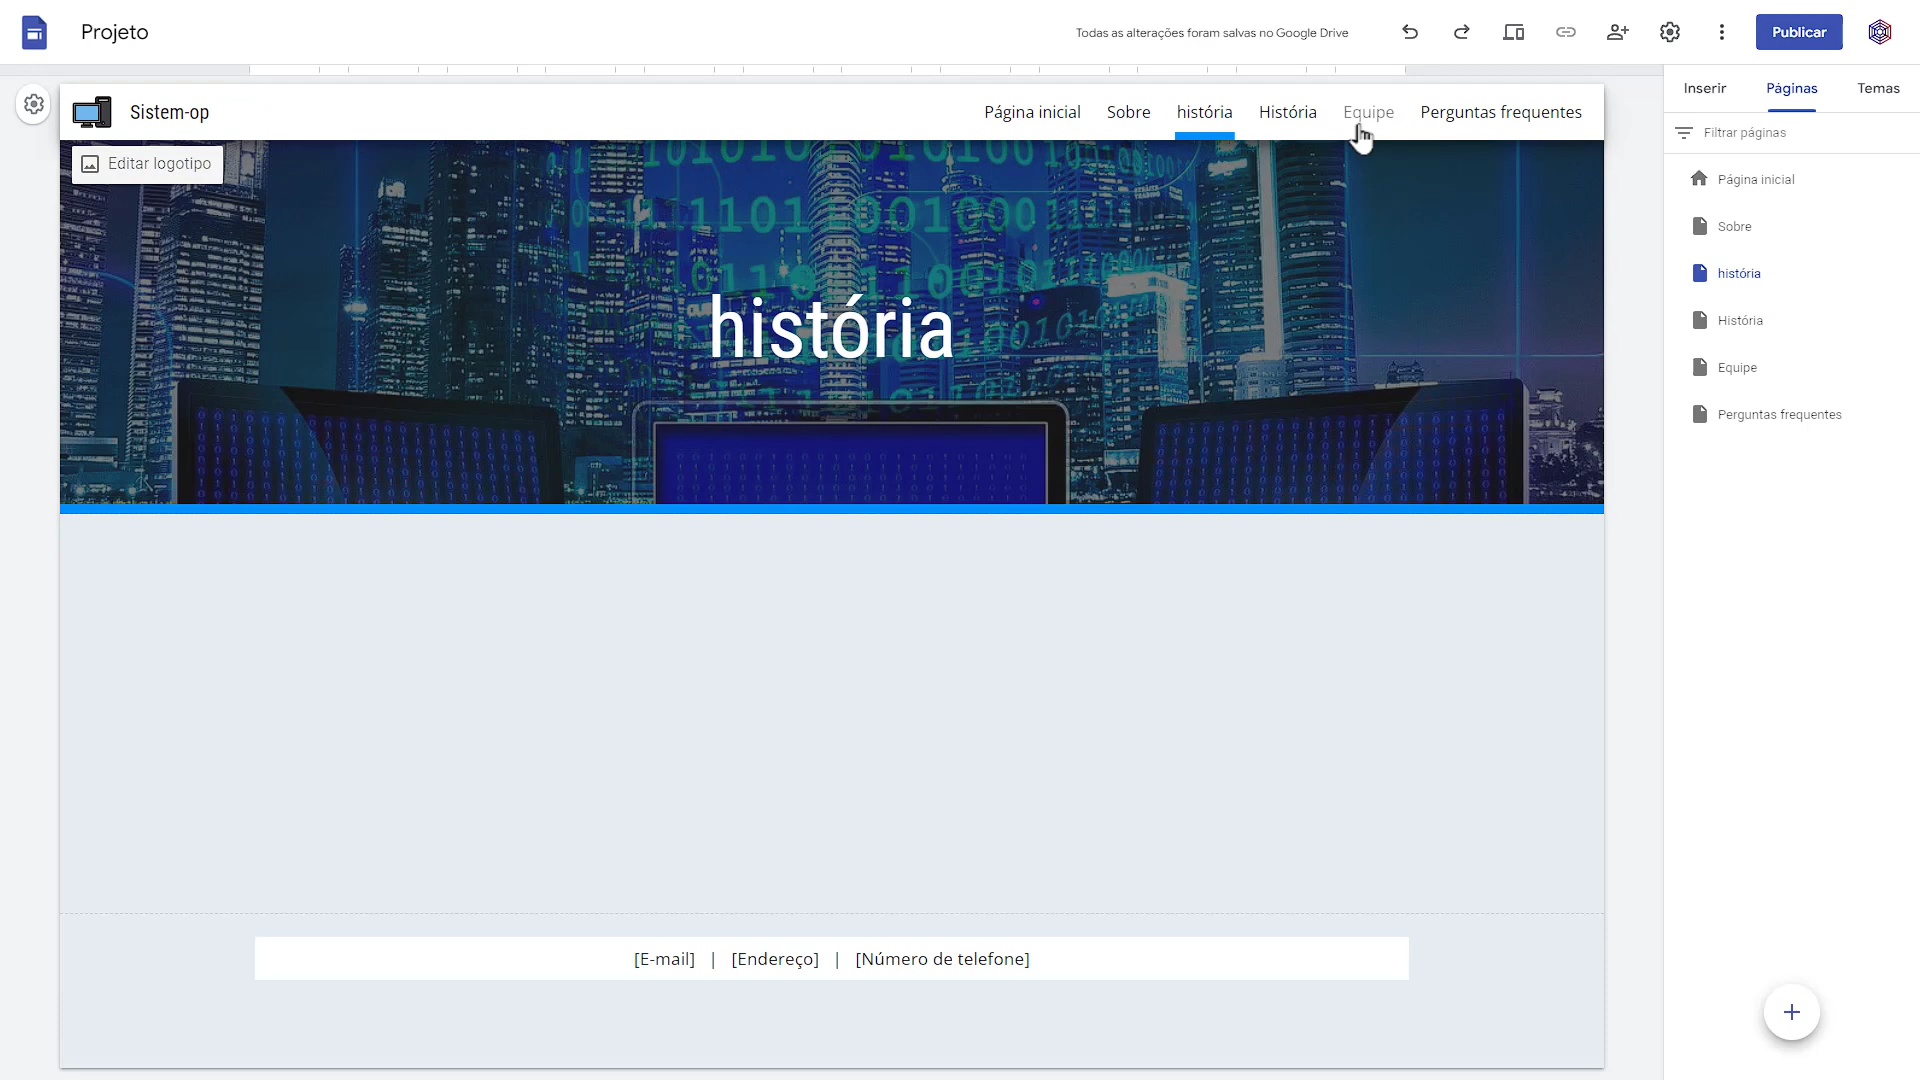 Projeto
Todas as alterações foram salvas no Google Drive
Publicar
Sistem-op
Página inicial
Sobre
história
História
Equipe
Perguntas frequentes
Editar logotipo
história
[E-mail] | [Endereço] | [Número de telefone]
Inserir
Páginas
Temas
Filtrar páginas
Página inicial
Sobre
história
História
Equipe
Perguntas frequentes